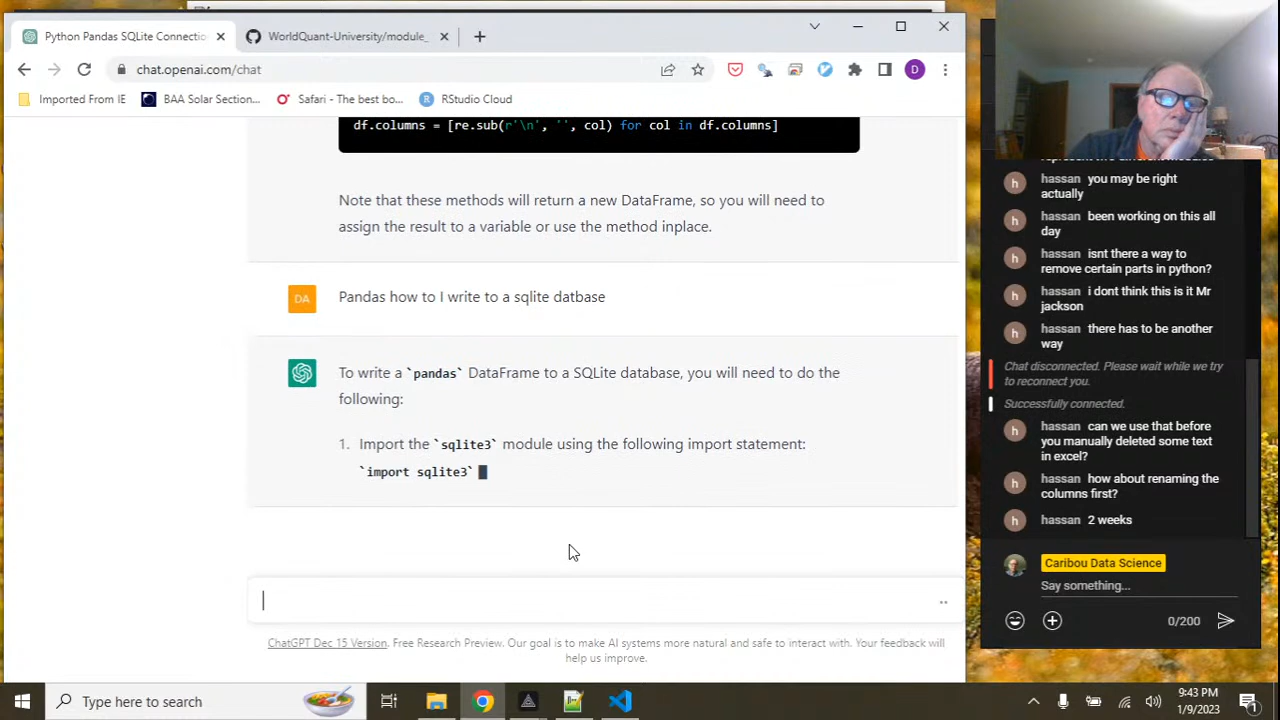 Python Pandas SQLite Connectio
WorldQuant-University/module_
chat.openai.com/chat
D
Imported From IE
BAA Solar Section...
Safari - The best bo...
R
RStudio Cloud
df.columns = [re.sub(r'\n', '', col) for col in df.columns]
Note that these methods will return a new DataFrame, so you will need to
assign the result to a variable or use the method inplace.
DA
Pandas how to I write to a sqlite datbase
To write a `pandas` DataFrame to a SQLite database, you will need to do the
following:
1. Import the `sqlite3` module using the following import statement:
`import sqlite3`
ChatGPT Dec 15 Version. Free Research Preview. Our goal is to make AI systems more natural and safe to interact with. Your feedback will
help us improve.
h
hassan you may be right
actually
h
hassan been working on this all
day
h
hassan isnt there a way to
remove certain parts in python?
h
hassan i dont think this is it Mr
jackson
h
hassan there has to be another
way
Chat disconnected. Please wait while we try
to reconnect you.
Successfully connected.
h
hassan can we use that before
you manually deleted some text
in excel?
h
hassan how about renaming the
columns first?
h
hassan 2 weeks
Caribou Data Science
Say something...
0/200
Type here to search
9:43 PM
1/9/2023
1